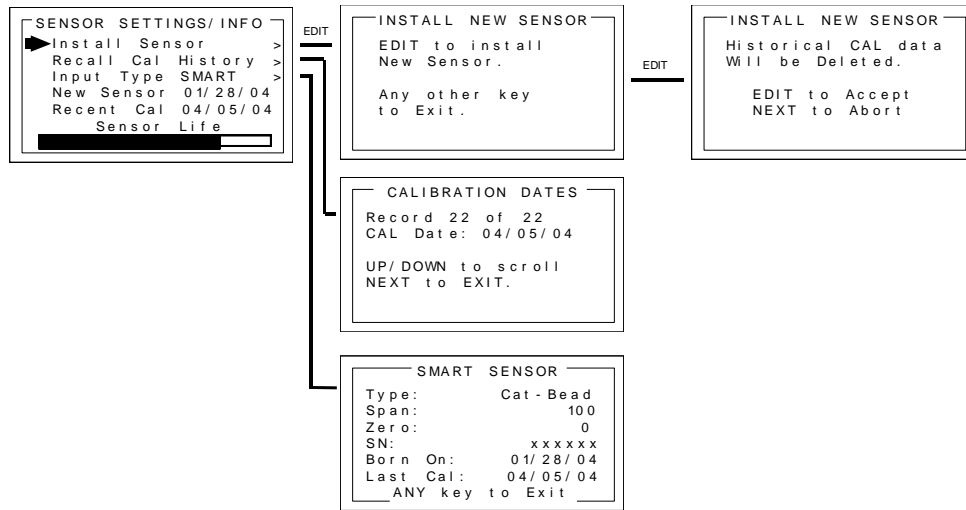 SENSOR SETTINGS/INFO
Install Sensor >
Recall Cal History >
Input Type SMART >
New Sensor 01/28/04
Recent Cal 04/05/04
Sensor Life
EDIT
INSTALL NEW SENSOR
EDIT to install
New Sensor.
Any other key
to Exit.
EDIT
INSTALL NEW SENSOR
Historical CAL data
Will be Deleted.
EDIT to Accept
NEXT to Abort
CALIBRATION DATES
Record 22 of 22
CAL Date: 04/05/04
UP/DOWN to scroll
NEXT to EXIT.
SMART SENSOR
Type: Cat-Bead
Span: 100
Zero: 0
SN: xxxxxx
Born On: 01/28/04
Last Cal: 04/05/04
ANY key to Exit